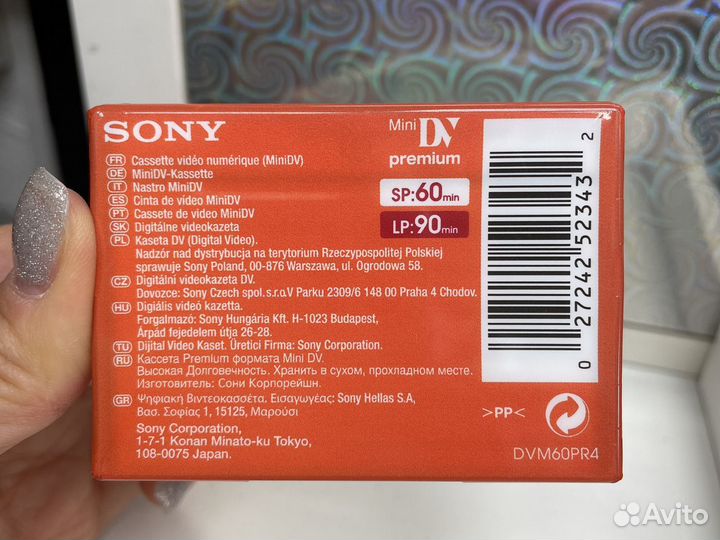 SONY
Mini DV
premium
SP:60min
LP:90min
FR Cassette vidéo numérique (MiniDV)
DE MiniDV-Kassette
IT Nastro MiniDV
ES Cinta de vídeo MiniDV
PT Cassete de vídeo MiniDV
SK Digitálne videokazeta
PL Kaseta DV (Digital Video).
Nadzór nad dystrybucja na terytorium Rzeczypospolitej Polskiej
sprawuje Sony Poland, 00-876 Warszawa, ul. Ogrodowa 58.
CZ Digitální videokazeta DV.
Dovozce: Sony Czech spol.s.r.o.V Parku 2309/6 148 00 Praha 4 Chodov.
HU Digiális videó kazetta.
Forgalmazó: Sony Hungária Kft. H-1023 Budapest,
Árpád fejedelem útja 26-28.
TU Dijital Video Kaset. Üretici Firma: Sony Corporation.
RU Кассета Premium формата Mini DV.
Высокая Долговечность. Хранить в сухом, прохладном месте.
Изготовитель: Сони Корпорейшн.
GR Ψηφιακή Βιντεοκασσέτα. Εισαγωγέας: Sony Hellas S.A,
Βασ. Σοφίας 1, 15125, Μαρούσι
Sony Corporation,
1-7-1 Konan Minato-ku Tokyo,
108-0075 Japan.
0 27242 52343 2
>PP<
DVM60PR4
Avito